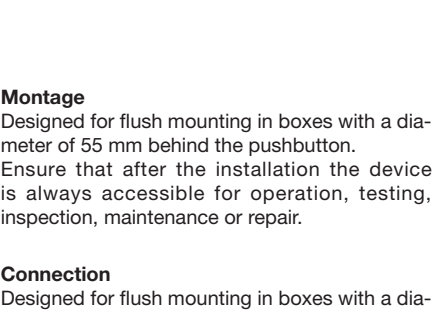 Montage
Designed for flush mounting in boxes with a dia-
meter of 55 mm behind the pushbutton.
Ensure that after the installation the device
is always accessible for operation, testing,
inspection, maintenance or repair.
Connection
Designed for flush mounting in boxes with a dia-